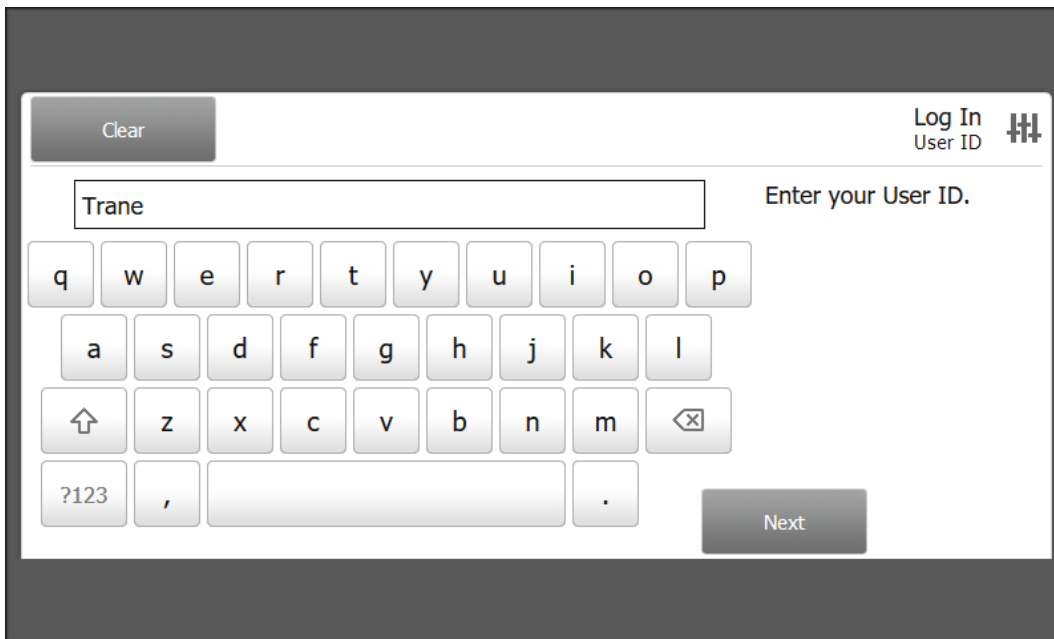 Clear
Log In
User ID
Trane
Enter your User ID.
q w e r t y u i o p
a s d f g h j k l
z x c v b n m
?123 , .
Next